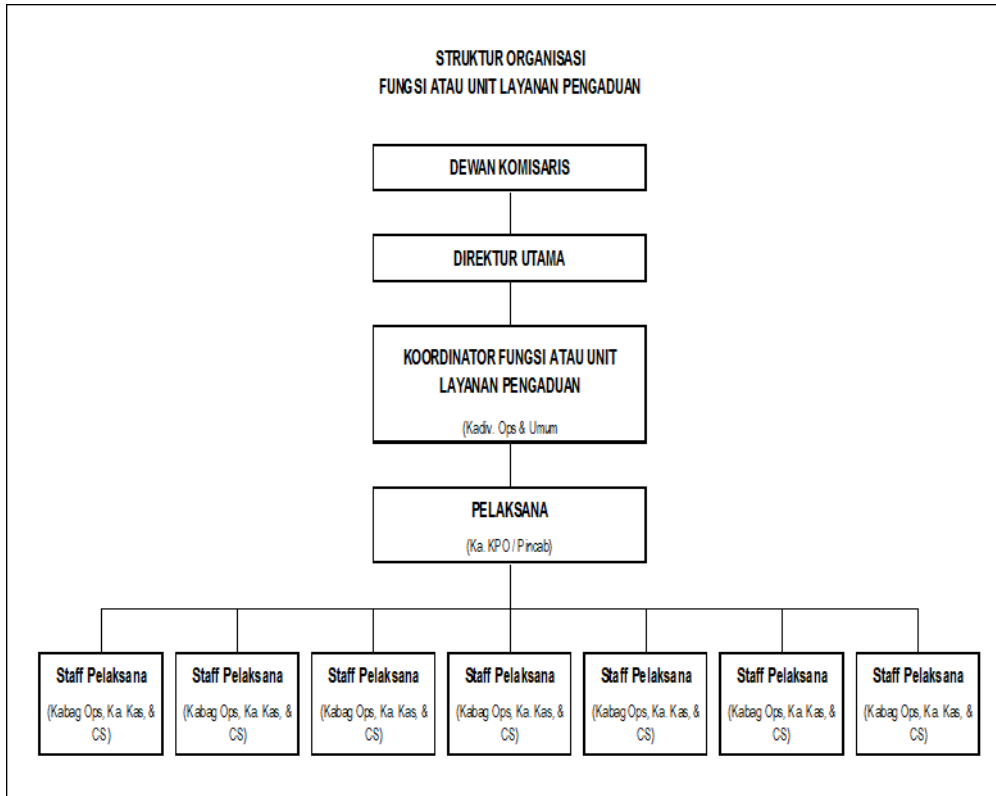 STRUKTUR ORGANISASI
FUNGSI ATAU UNIT LAYANAN PENGADUAN
DEWAN KOMISARIS
DIREKTUR UTAMA
KOORDINATOR FUNGSI ATAU UNIT
LAYANAN PENGADUAN
(Kadiv. Ops & Umum
PELAKSANA
(Ka. KPO / Pincab)
Staff Pelaksana
(Kabag Ops, Ka. Kas, &
CS)
Staff Pelaksana
(Kabag Ops, Ka. Kas, &
CS)
Staff Pelaksana
(Kabag Ops, Ka. Kas, &
CS)
Staff Pelaksana
(Kabag Ops, Ka. Kas, &
CS)
Staff Pelaksana
(Kabag Ops, Ka. Kas, &
CS)
Staff Pelaksana
(Kabag Ops, Ka. Kas, &
CS)
Staff Pelaksana
(Kabag Ops, Ka. Kas, &
CS)